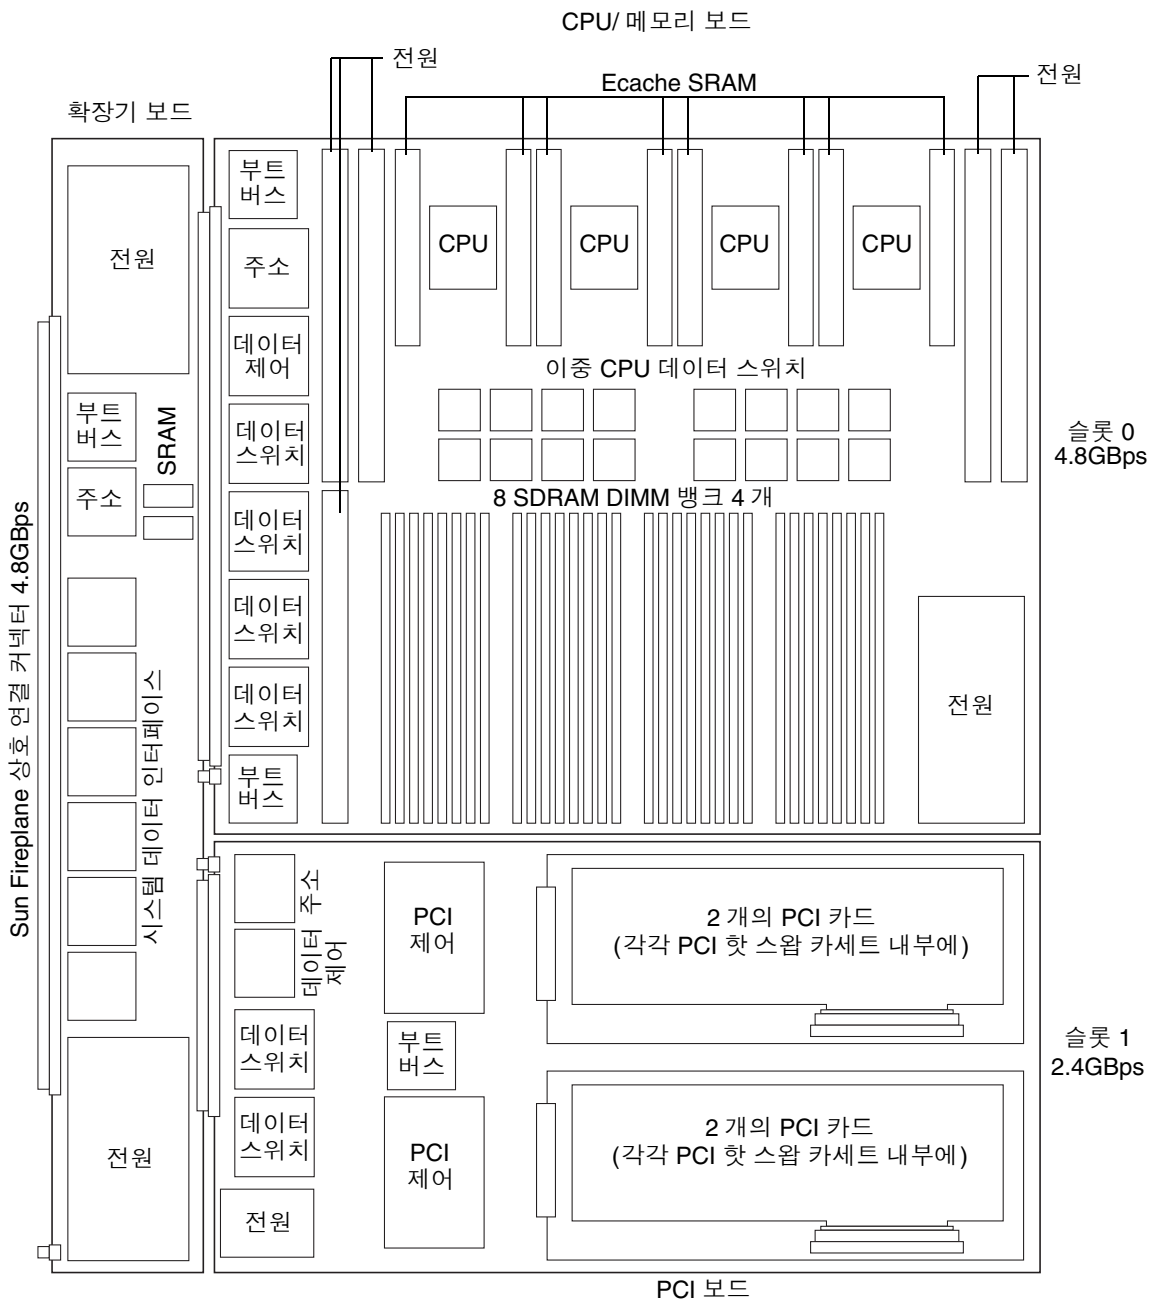 CPU/ 메모리 보드
전원
Ecache SRAM
전원
확장기 보드
전원
부트
버스
SRAM
주소
시스템 데이터 인터페이스
전원
Sun Fireplane 상호 연결 커넥터 4.8GBps
부트
버스
주소
데이터
제어
데이터
스위치
데이터
스위치
데이터
스위치
데이터
스위치
부트
버스
CPU
CPU
CPU
CPU
이중 CPU 데이터 스위치
8 SDRAM DIMM 뱅크 4 개
전원
슬롯 0
4.8GBps
주소
데이터
제어
데이터
스위치
데이터
스위치
전원
PCI
제어
부트
버스
PCI
제어
2 개의 PCI 카드
(각각 PCI 핫 스왑 카세트 내부에)
2 개의 PCI 카드
(각각 PCI 핫 스왑 카세트 내부에)
슬롯 1
2.4GBps
PCI 보드